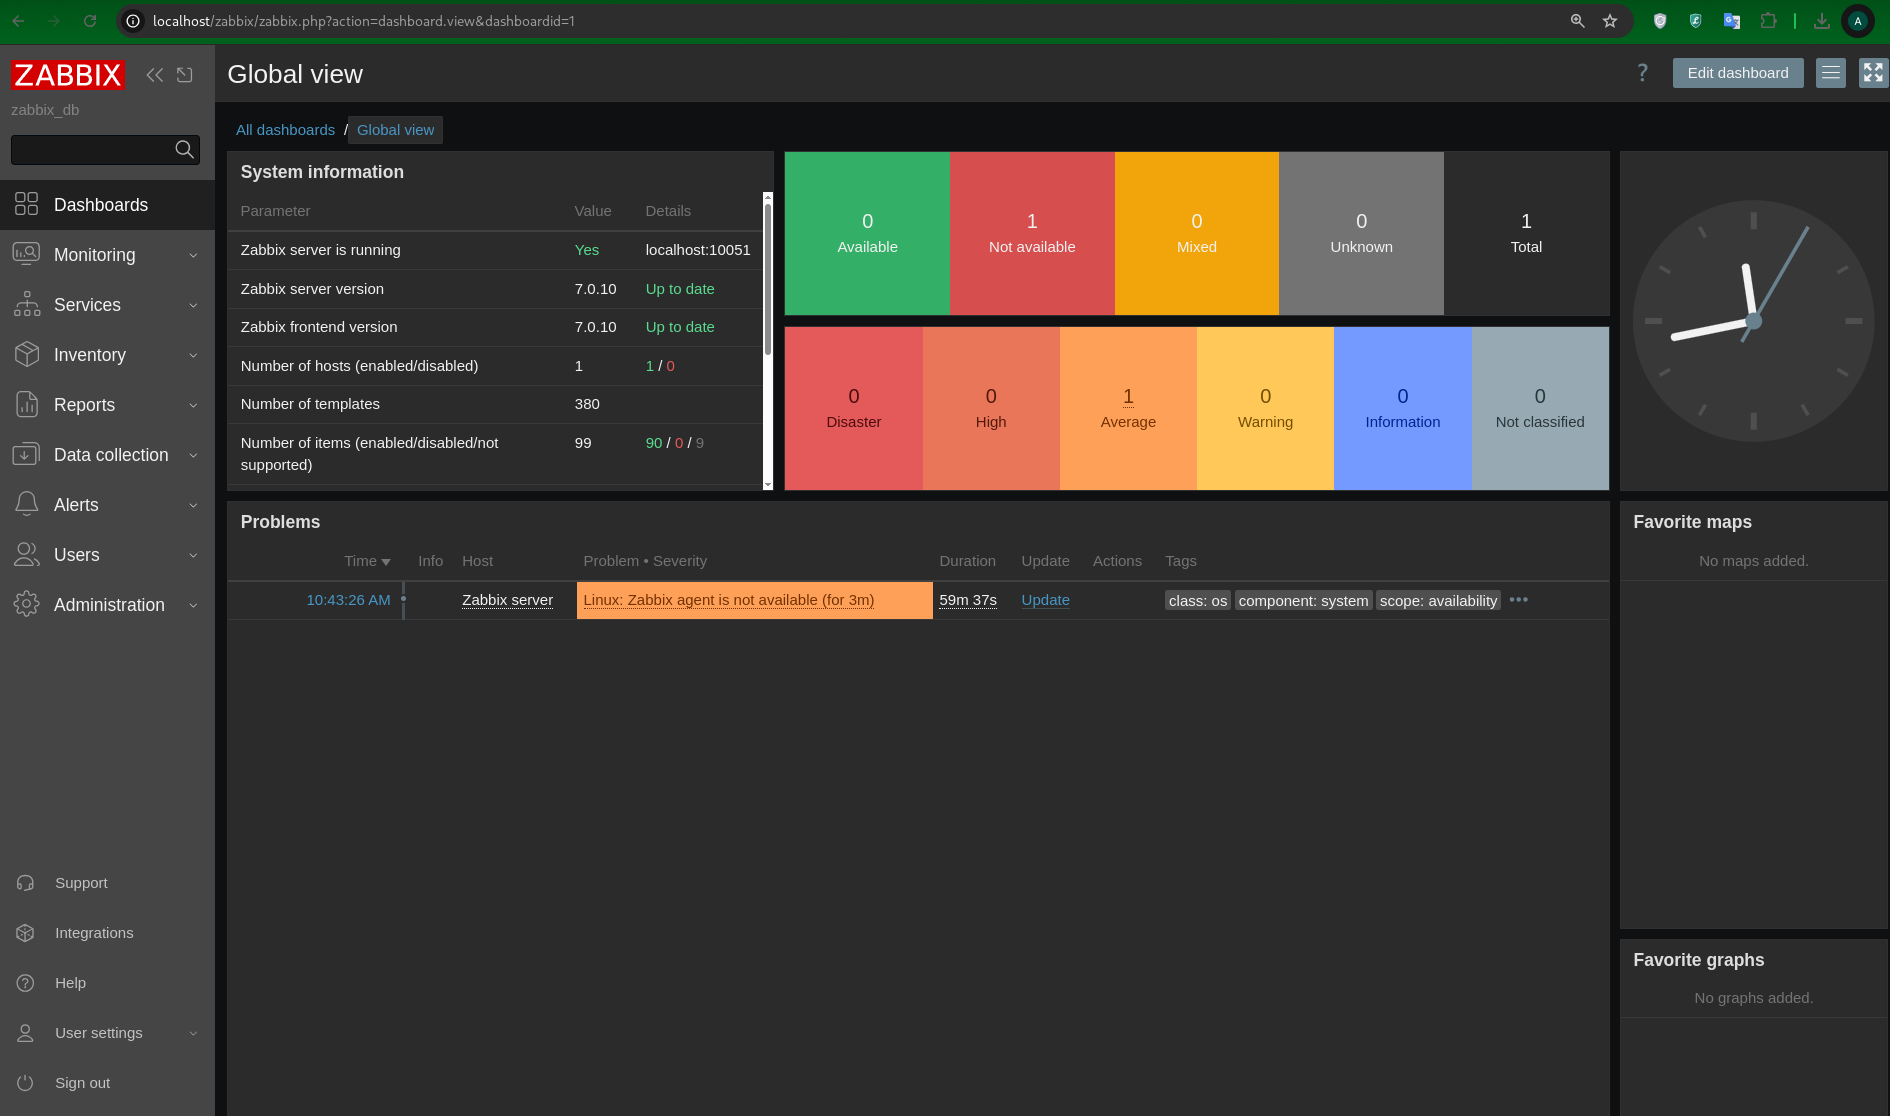 localhost/zabbix/zabbix.php?action=dashboard.view&dashboardid=1
A
ZABBIX
zabbix_db
Dashboards
Monitoring
Services
Inventory
Reports
Data collection
Alerts
Users
Administration
Support
Integrations
Help
User settings
Sign out
Global view
? Edit dashboard
All dashboards / Global view
System information
Parameter Value Details
Zabbix server is running Yes localhost:10051
Zabbix server version 7.0.10 Up to date
Zabbix frontend version 7.0.10 Up to date
Number of hosts (enabled/disabled) 1 1 / 0
Number of templates 380
Number of items (enabled/disabled/not supported) 99 90 / 0 / 9
0 Available
1 Not available
0 Mixed
0 Unknown
1 Total
0 Disaster
0 High
1 Average
0 Warning
0 Information
0 Not classified
Problems
Time Info Host Problem • Severity Duration Update Actions Tags
10:43:26 AM Zabbix server Linux: Zabbix agent is not available (for 3m) 59m 37s Update class: os component: system scope: availability •••
Favorite maps
No maps added.
Favorite graphs
No graphs added.